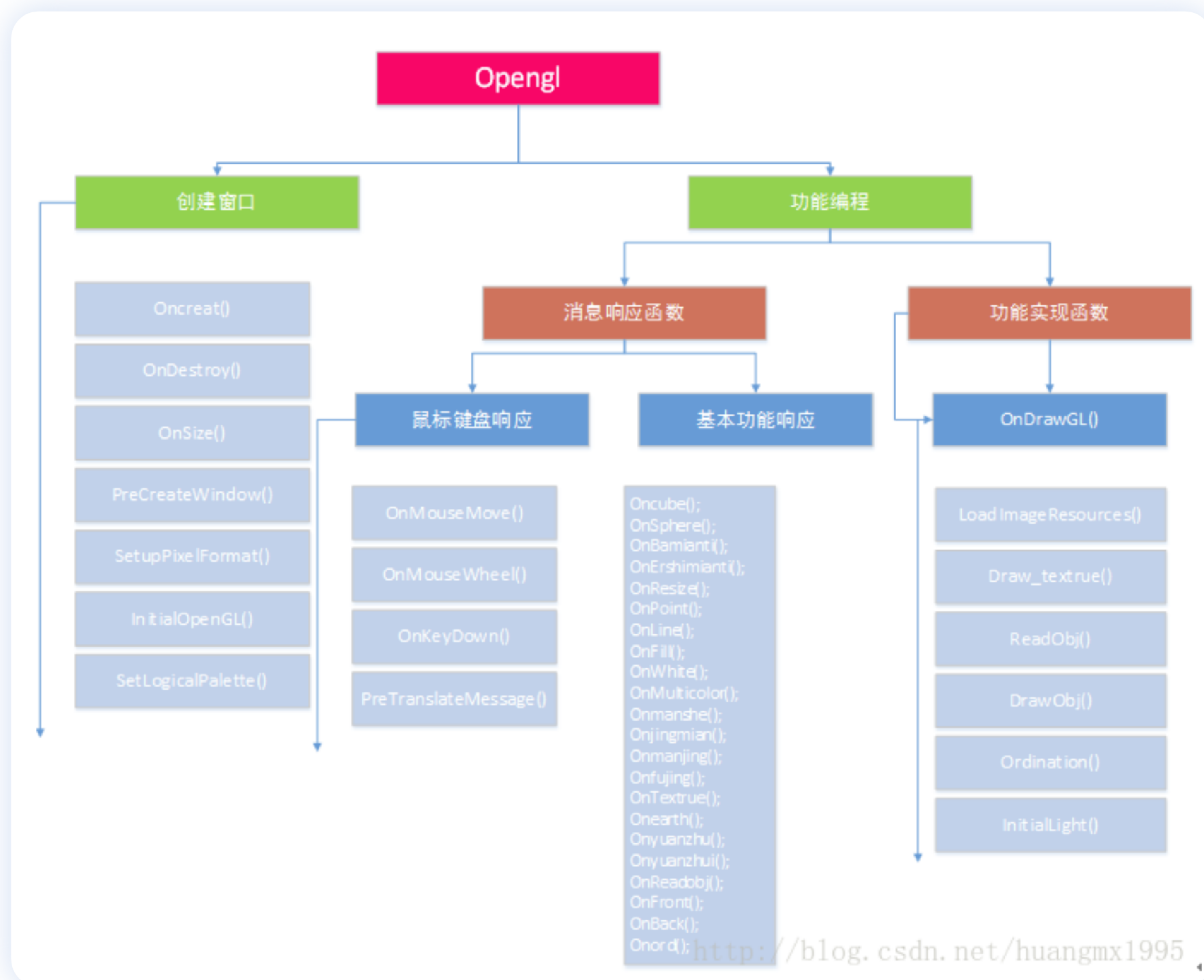 Opengl
创建窗口
功能编程
Oncreat()
OnDestroy()
OnSize()
PreCreateWindow()
SetupPixelFormat()
InitialOpenGL()
SetLogicalPalette()
消息响应函数
功能实现函数
鼠标键盘响应
基本功能响应
OnDrawGL()
OnMouseMove()
OnMouseWheel()
OnKeyDown()
PreTranslateMessage()
Oncube();
OnSphere();
OnBamianti();
OnErshimianti();
OnResize();
OnPoint();
OnLine();
OnFill();
OnWhite();
OnMulticolor();
Onmanshe();
Onjingmian();
Onmanjing();
Onfujing();
OnTextrue();
Onearth();
Onyuanzhu();
Onyuanzhui();
OnReadobj();
OnFront();
OnBack();
Onord();
LoadImageResources()
Draw_textrue()
ReadObj()
DrawObj()
Ordination()
InitialLight()
http://blog.csdn.net/huangmx1995